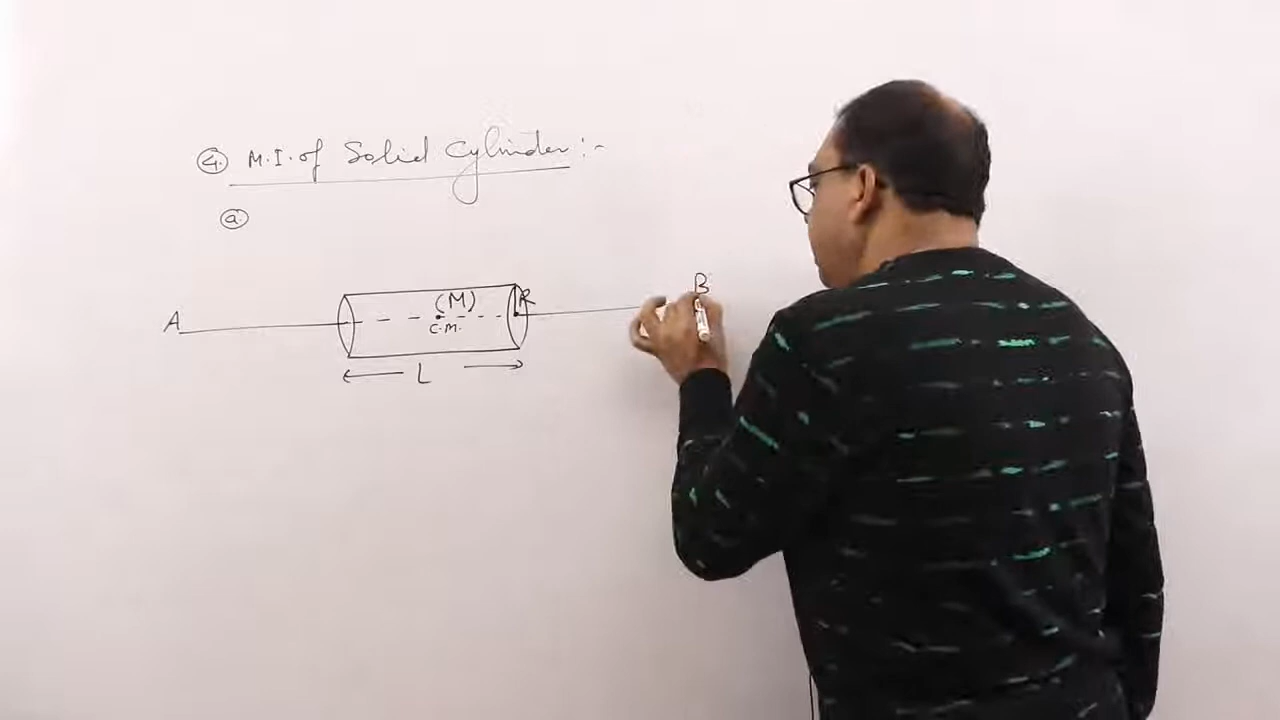 4. M.I. of Solid Cylinder :-
a.
A
(M)
R
B
C.M.
L